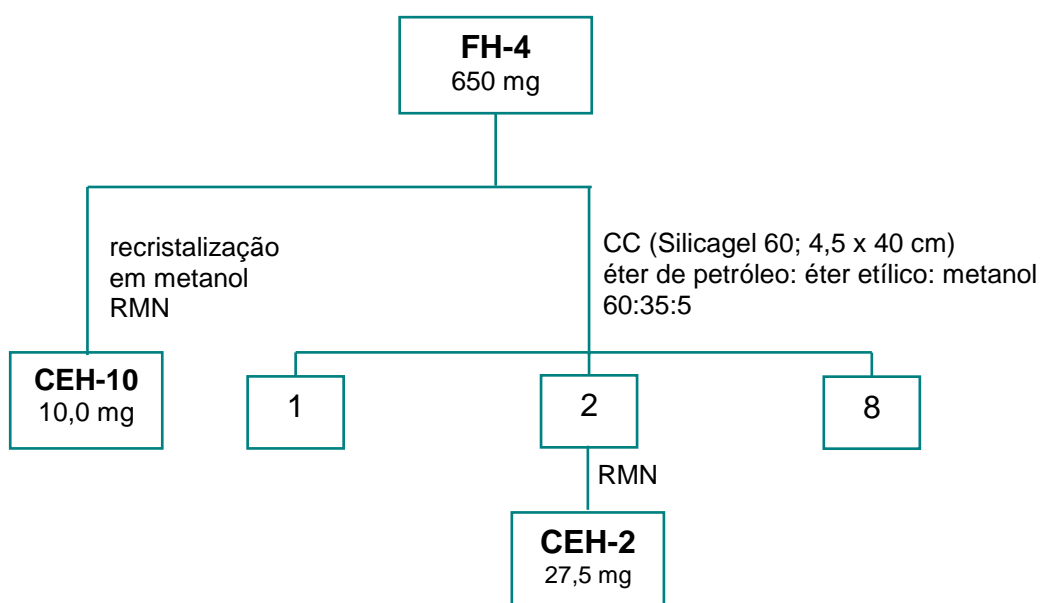 FH-4
650 mg
recristalização
em metanol
RMN
CC (Silicagel 60; 4,5 x 40 cm)
éter de petróleo: éter etílico: metanol
60:35:5
CEH-10
10,0 mg
1
2
8
RMN
CEH-2
27,5 mg